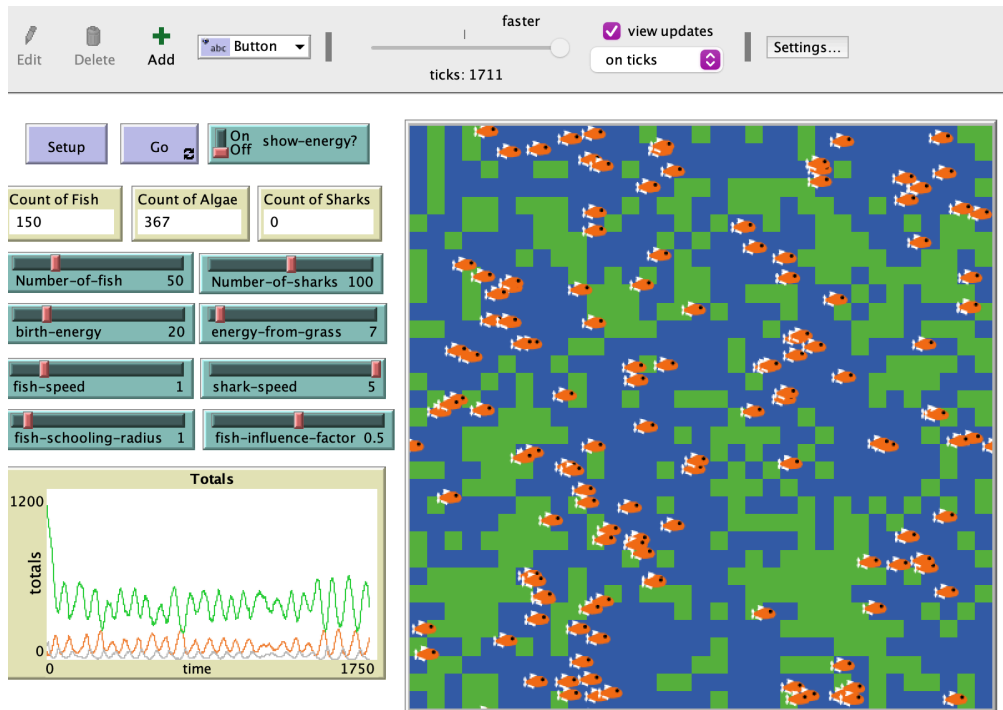 faster
Edit
Delete
Add
abc Button
view updates
on ticks
ticks: 1711
Settings...
Setup
Go
On
Off
show-energy?
Count of Fish
150
Count of Algae
367
Count of Sharks
0
Number-of-fish 50
Number-of-sharks 100
birth-energy 20
energy-from-grass 7
fish-speed 1
shark-speed 5
fish-schooling-radius 1
fish-influence-factor 0.5
Totals
1200
totals
0
0
time
1750